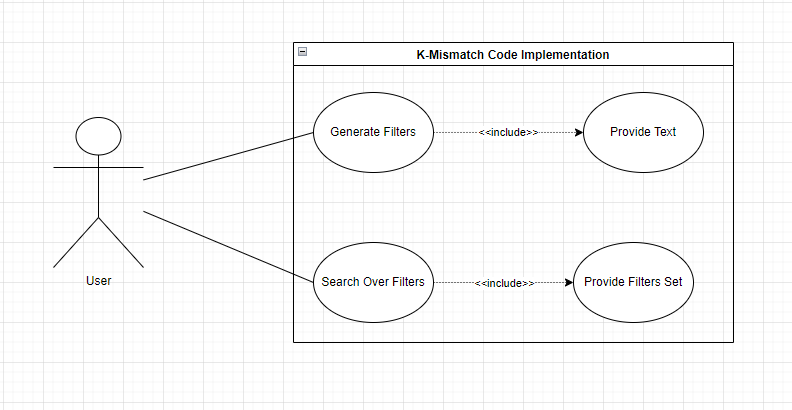 K-Mismatch Code Implementation
Generate Filters
<<include>>
Provide Text
User
Search Over Filters
<<include>>
Provide Filters Set